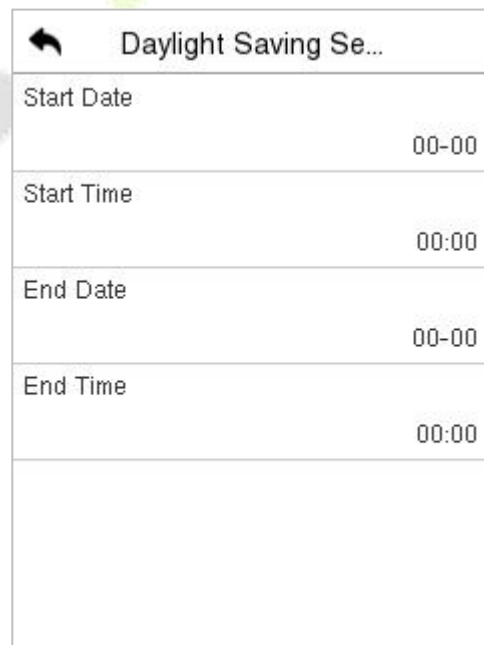 Daylight Saving Se...
Start Date
00-00
Start Time
00:00
End Date
00-00
End Time
00:00